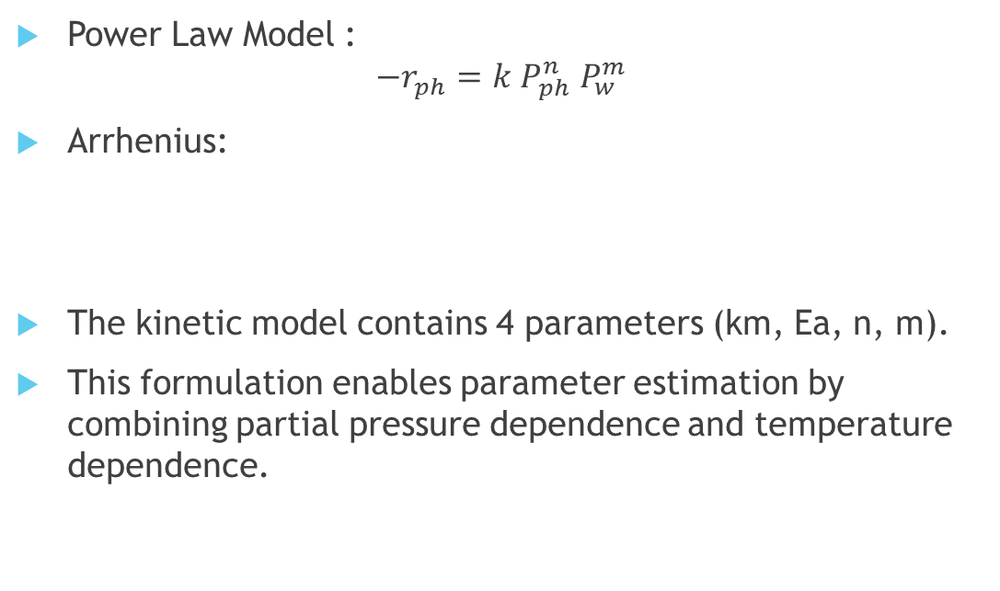 Power Law Model :
−r_{ph} = k P_{ph}^{n} P_{w}^{m}
Arrhenius:
The kinetic model contains 4 parameters (km, Ea, n, m).
This formulation enables parameter estimation by
combining partial pressure dependence and temperature
dependence.